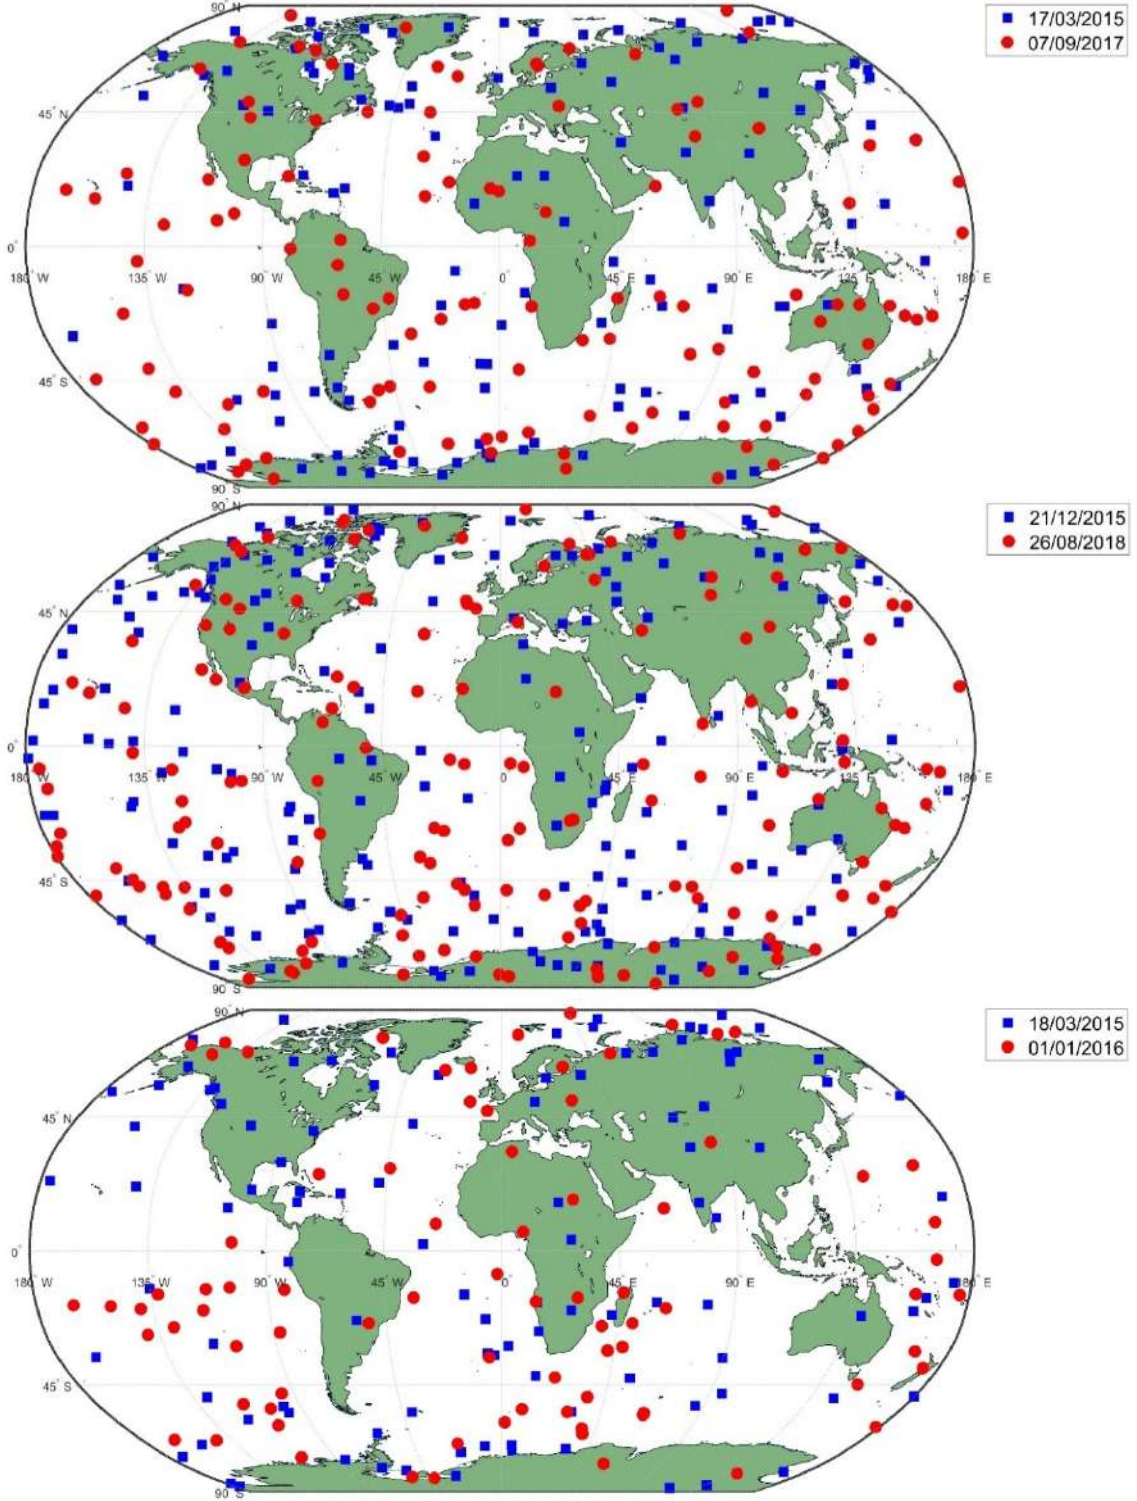 90° N
17/03/2015
07/09/2017
45° N
0°
180° W
135° W
90° W
45° W
0°
45° E
90° E
135° E
180° E
45° S
90° S
90° N
21/12/2015
26/08/2018
45° N
0°
180° W
135° W
90° W
45° W
0°
45° E
90° E
135° E
180° E
45° S
90° S
90° N
18/03/2015
01/01/2016
45° N
0°
180° W
135° W
90° W
45° W
0°
45° E
90° E
135° E
180° E
45° S
90° S